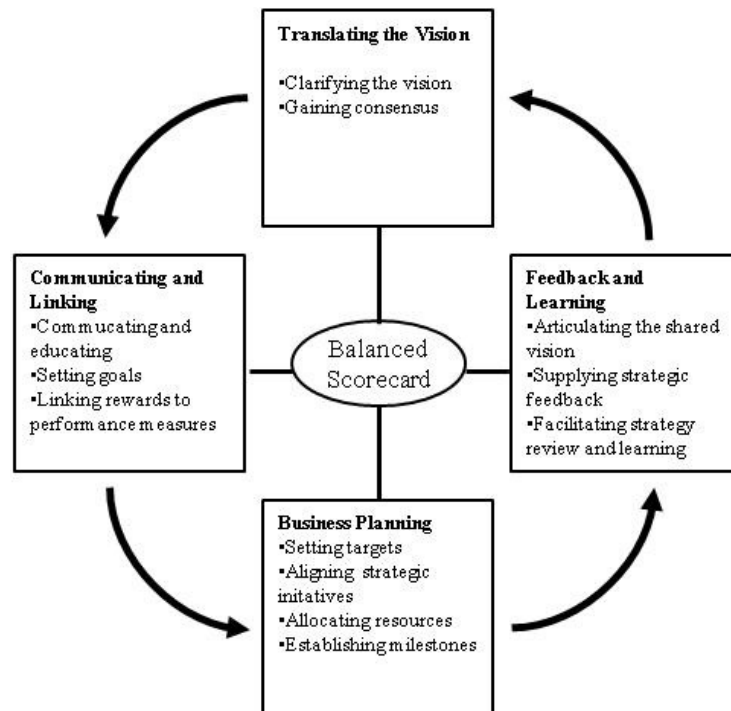 Translating the Vision
▪Clarifying the vision
▪Gaining consensus
Communicating and
Linking
▪Commucating and
educating
▪Setting goals
▪Linking rewards to
performance measures
Balanced
Scorecard
Feedback and
Learning
▪Articulating the shared
vision
▪Supplying strategic
feedback
▪Facilitating strategy
review and learning
Business Planning
▪Setting targets
▪Aligning strategic
initatives
▪Allocating resources
▪Establishing milestones